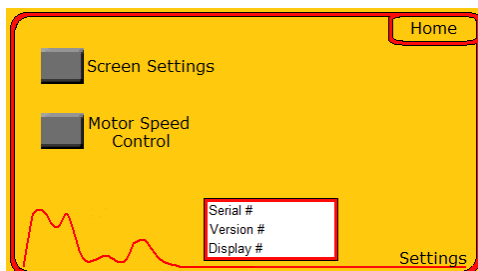 Home
Screen Settings
Motor Speed
Control
Serial #
Version #
Display #
Settings